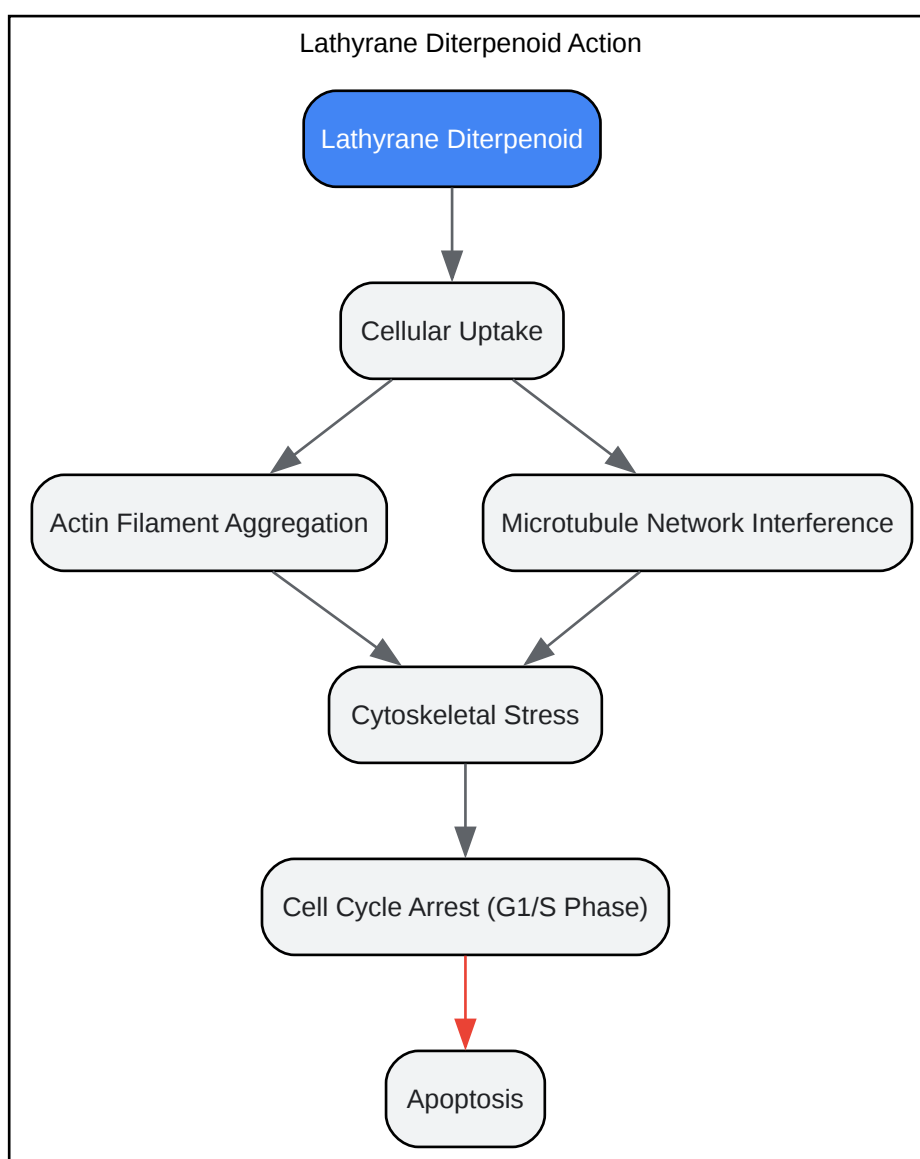 Lathyrane Diterpenoid Action
Lathyrane Diterpenoid
Cellular Uptake
Actin Filament Aggregation
Microtubule Network Interference
Cytoskeletal Stress
Cell Cycle Arrest (G1/S Phase)
Apoptosis